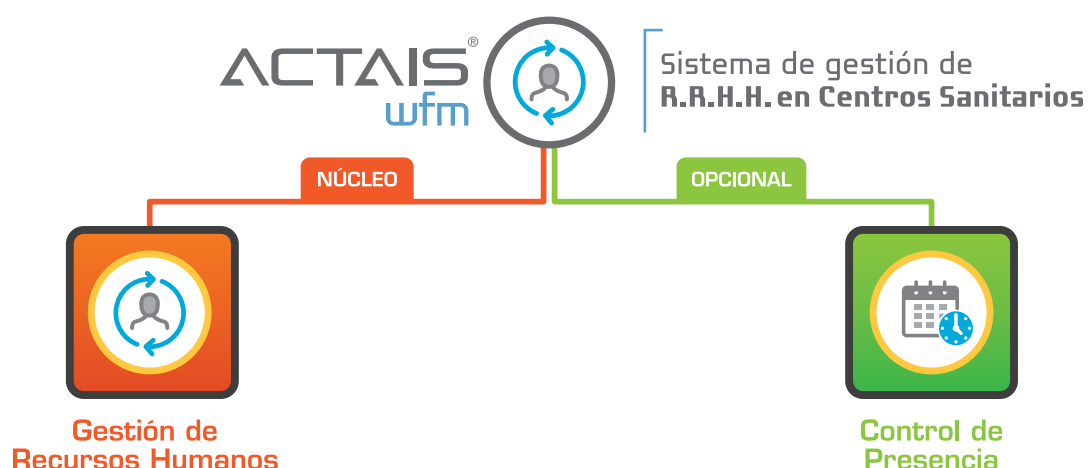 ACTAIS®
wfm
Sistema de gestión de
R.R.H.H. en Centros Sanitarios
NÚCLEO
OPCIONAL
Gestión de
Recursos Humanos
Control de
Presencia